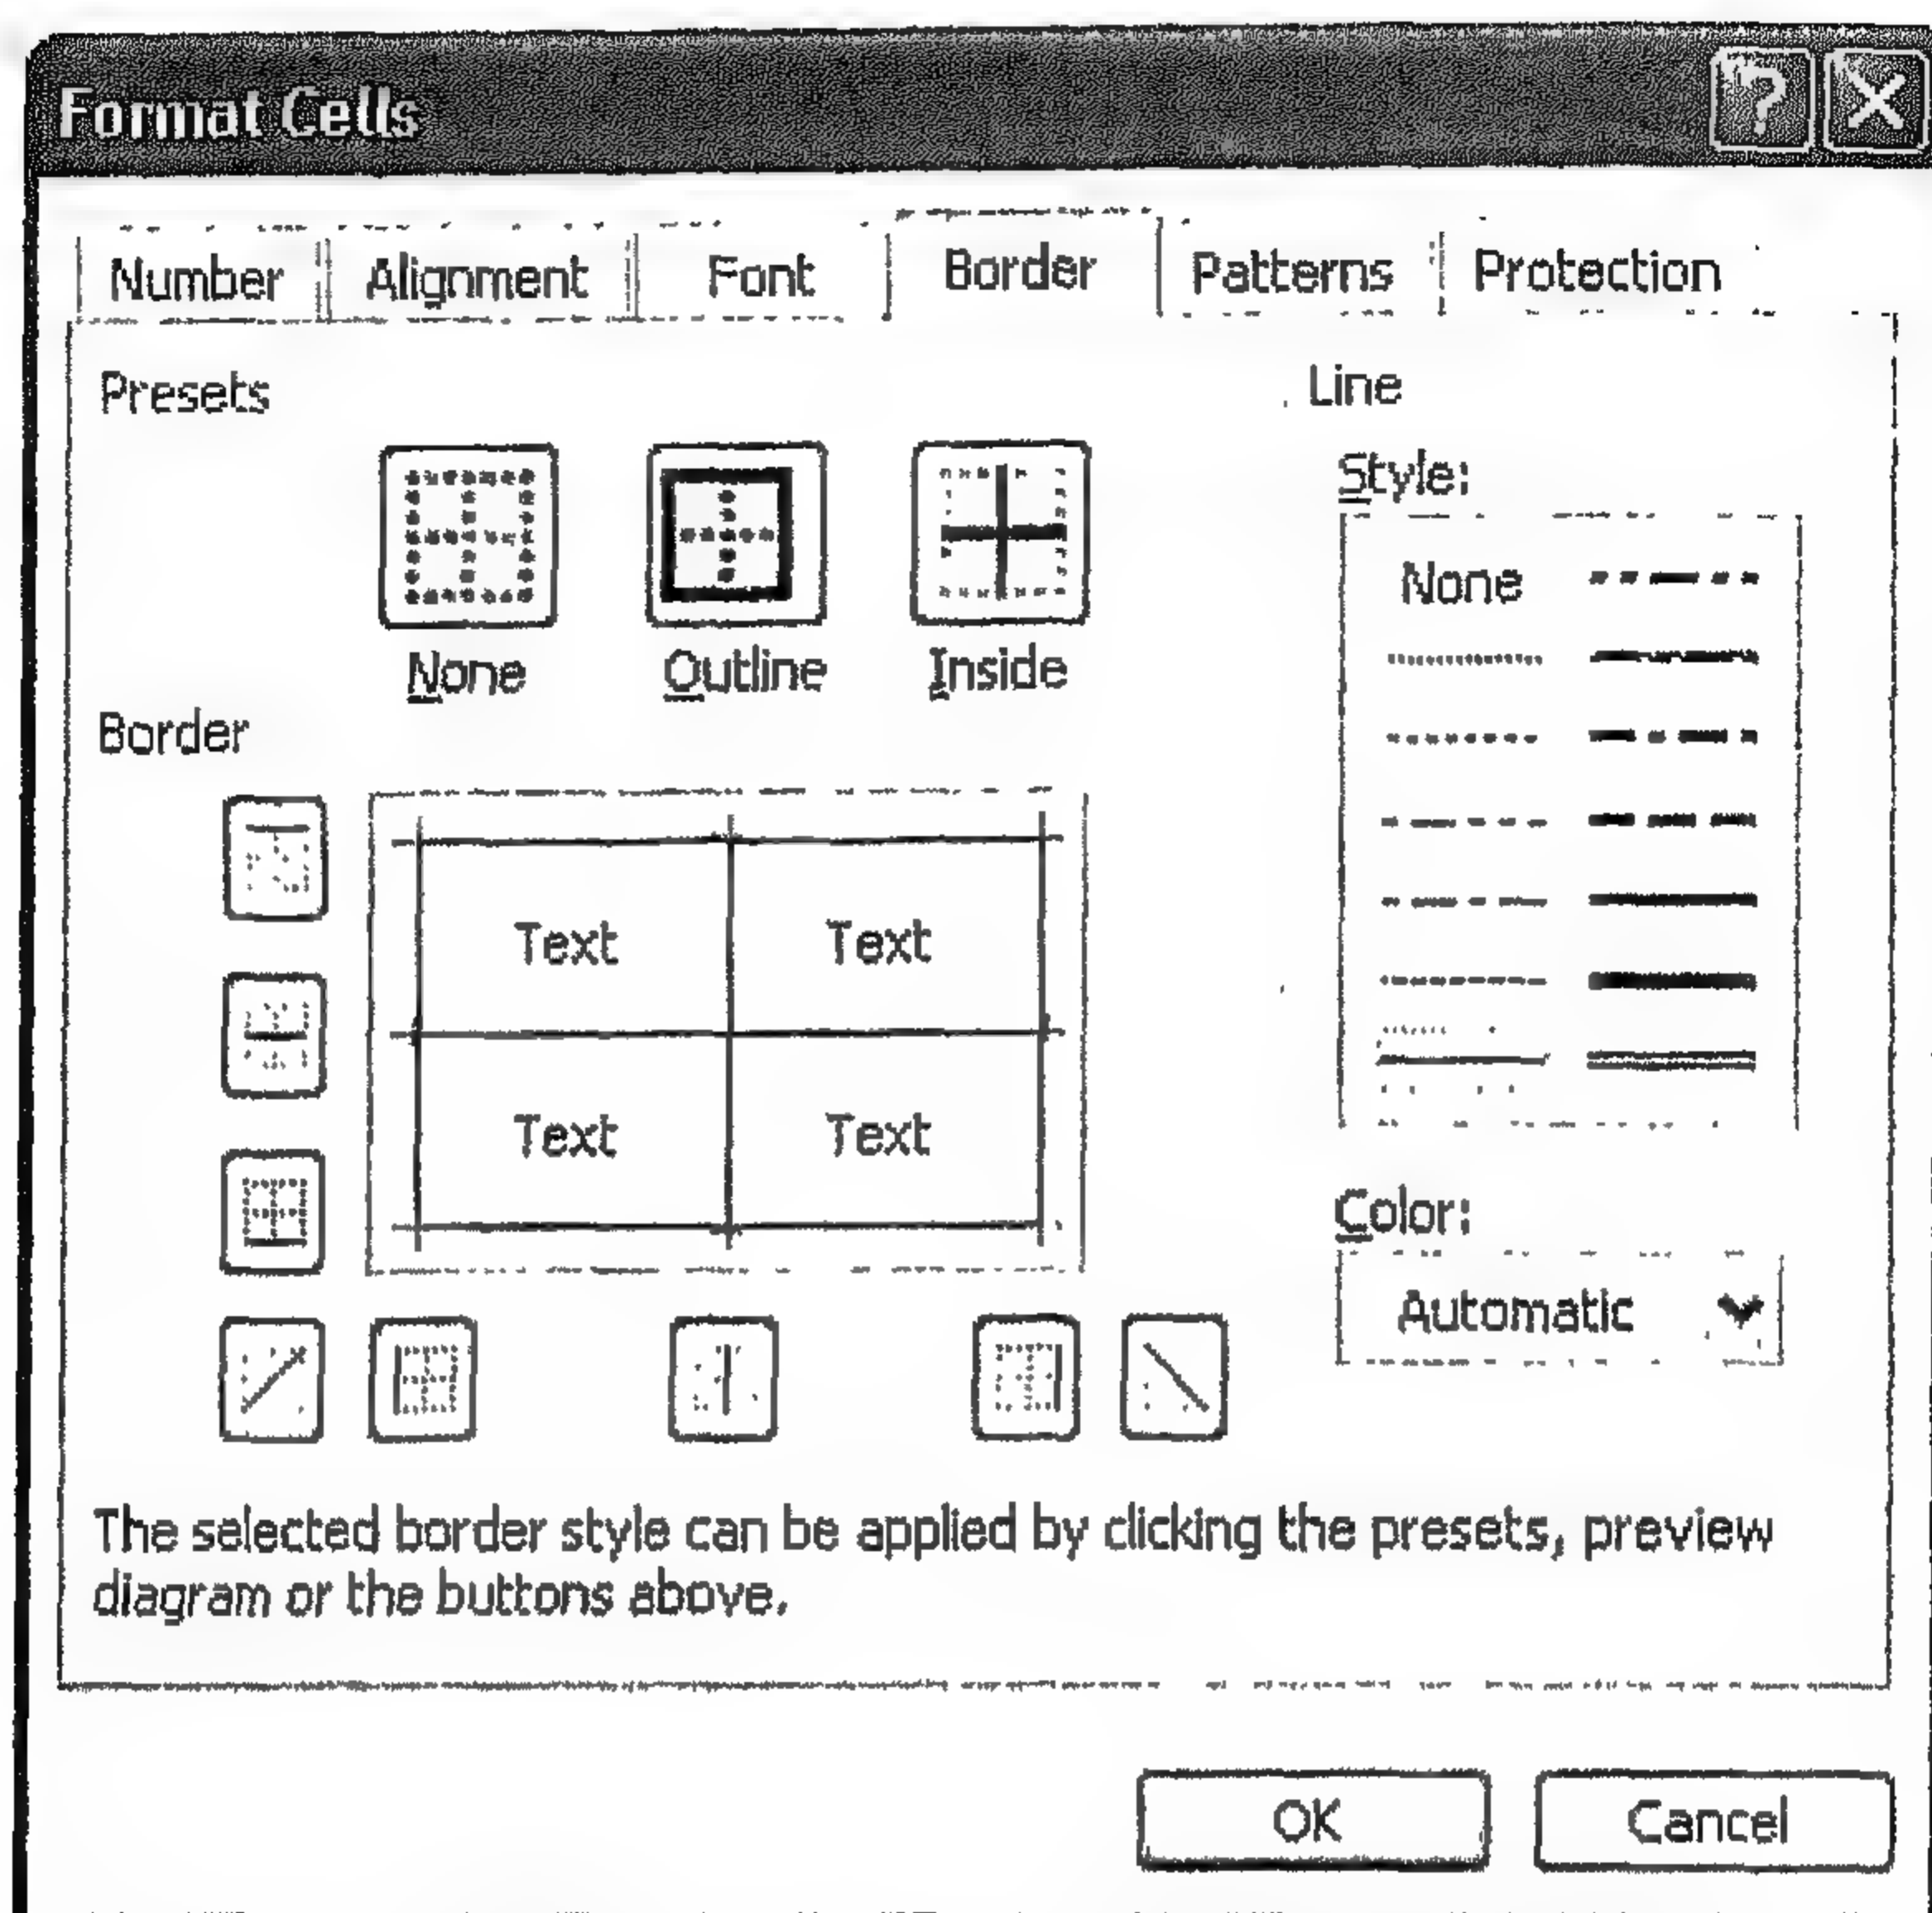 Format Cells
Number Alignment Font Border Patterns Protection
Presets
Line
Style:
None
None Outline Inside
Border
Text Text
Text Text
Color:
Automatic
The selected border style can be applied by clicking the presets, preview
diagram or the buttons above.
OK Cancel